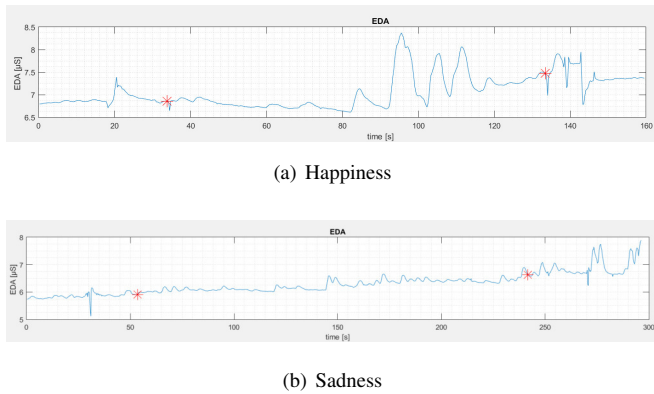 EDA
8.5
8
7.5
7
6.5
EDA [µS]
0 20 40 60 80 100 120 140 160
time [s]
(a) Happiness
EDA
8
7
6
5
EDA [µS]
0 50 100 150 200 250 300
time [s]
(b) Sadness